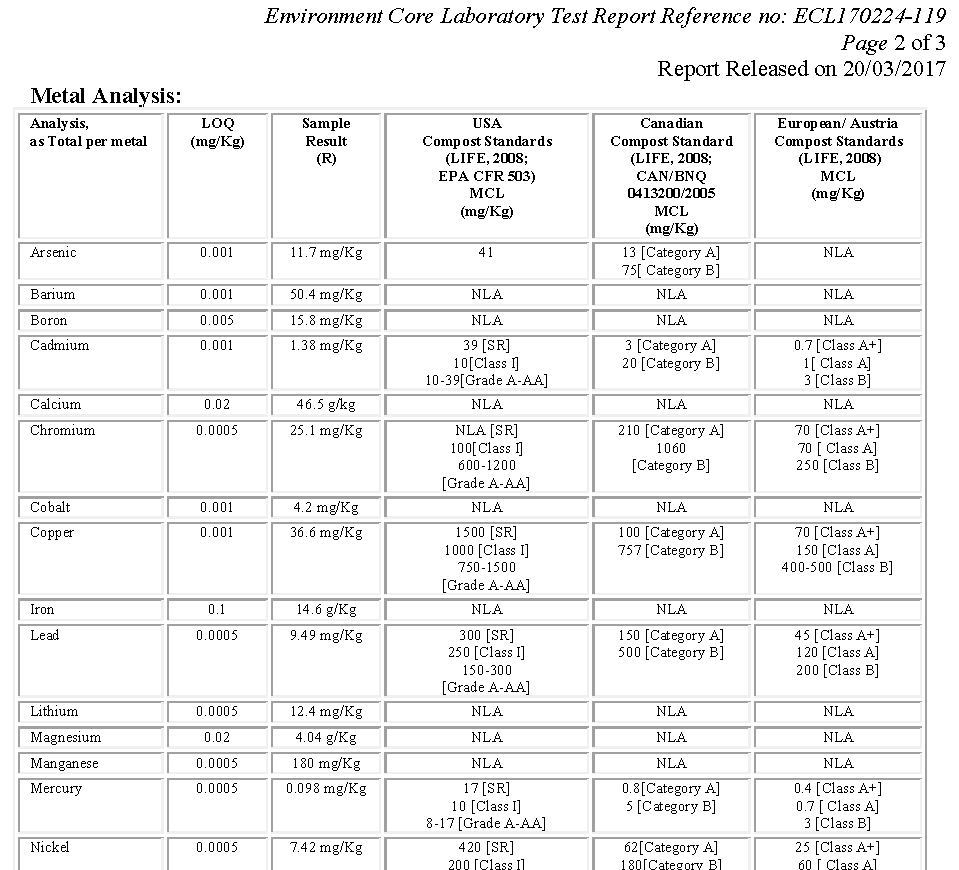 Environment Core Laboratory Test Report Reference no: ECL170224-119
Page 2 of 3
Report Released on 20/03/2017
Metal Analysis:
Analysis, as Total per metal LOQ (mg/Kg) Sample Result (R) USA Compost Standards (LIFE, 2008; EPA CFR 503) MCL (mg/Kg) Canadian Compost Standard (LIFE, 2008; CAN/BNQ 0413200/2005 MCL (mg/Kg) European/ Austria Compost Standards (LIFE, 2008) MCL (mg/Kg)
Arsenic 0.001 11.7 mg/Kg 41 13 [Category A] NLA
75[ Category B]
Barium 0.001 50.4 mg/Kg NLA NLA NLA
Boron 0.005 15.8 mg/Kg NLA NLA NLA
Cadmium 0.001 1.38 mg/Kg 39 [SR] 3 [Category A] 0.7 [Class A+]
10[Class I] 20 [Category B] 1[ Class A]
10-39[Grade A-AA] 3 [Class B]
Calcium 0.02 46.5 g/kg NLA NLA NLA
Chromium 0.0005 25.1 mg/Kg NLA [SR] 210 [Category A] 70 [Class A+]
100[Class I] 1060 70 [ Class A]
600-1200 [Category B] 250 [Class B]
[Grade A-AA]
Cobalt 0.001 4.2 mg/Kg NLA NLA NLA
Copper 0.001 36.6 mg/Kg 1500 [SR] 100 [Category A] 70 [Class A+]
1000 [Class I] 757 [Category B] 150 [Class A]
750-1500 400-500 [Class B]
[Grade A-AA]
Iron 0.1 14.6 g/Kg NLA NLA NLA
Lead 0.0005 9.49 mg/Kg 300 [SR] 150 [Category A] 45 [Class A+]
250 [Class I] 500 [Category B] 120 [Class A]
150-300 200 [Class B]
[Grade A-AA]
Lithium 0.0005 12.4 mg/Kg NLA NLA NLA
Magnesium 0.02 4.04 g/Kg NLA NLA NLA
Manganese 0.0005 180 mg/Kg NLA NLA NLA
Mercury 0.0005 0.098 mg/Kg 17 [SR] 0.8[Category A] 0.4 [Class A+]
10 [Class I] 5 [Category B] 0.7 [ Class A]
8-17 [Grade A-AA] 3 [Class B]
Nickel 0.0005 7.42 mg/Kg 420 [SR] 62[Category A] 25 [Class A+]
200 [Class I] 180[Category B] 60 [ Class A]